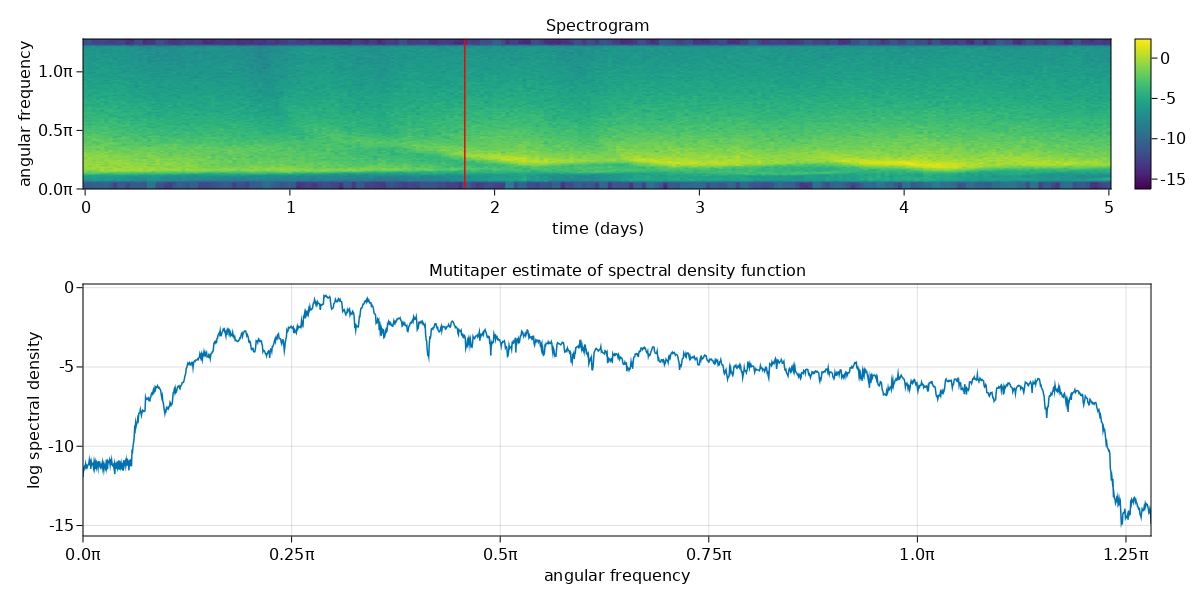 Spectrogram
angular frequency
1.0π
0.5π
0.0π
0 1 2 3 4 5
time (days)
0
-5
-10
-15
Mutitaper estimate of spectral density function
log spectral density
0
-5
-10
-15
0.0π 0.25π 0.5π 0.75π 1.0π 1.25π
angular frequency